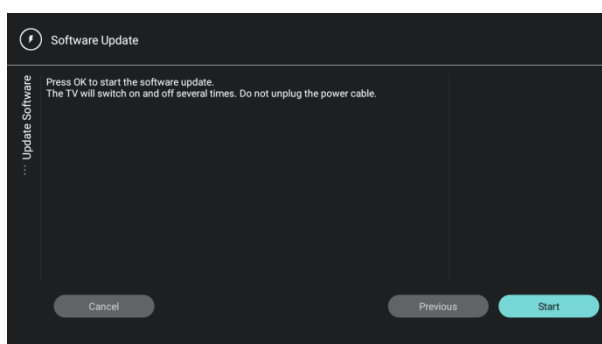 Software Update
Update Software
Press OK to start the software update.
The TV will switch on and off several times. Do not unplug the power cable.
Cancel
Previous
Start